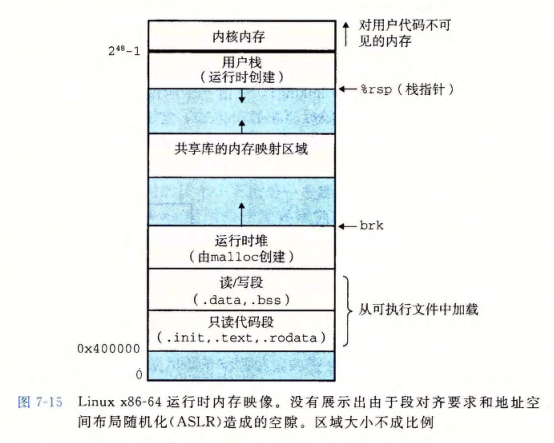 内核内存
对用户代码不可
见的内存
2⁴⁸-1
用户栈
(运行时创建)
%rsp(栈指针)
共享库的内存映射区域
brk
运行时堆
(由malloc创建)
读/写段
(.data,.bss)
从可执行文件中加载
只读代码段
(.init,.text,.rodata)
0x400000
0
图 7-15 Linux x86-64 运行时内存映像。没有展示出由于段对齐要求和地址空
间布局随机化(ASLR)造成的空隙。区域大小不成比例